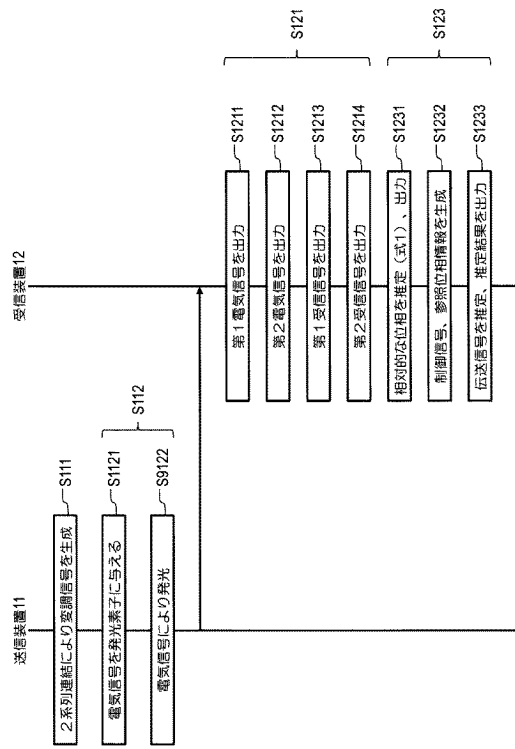 送信装置11
受信装置12
2系列連結により変調信号を生成
S111
電気信号を発光素子に与える
S1121
S112
電気信号により発光
S9122
第1電気信号を出力
S1211
第2電気信号を出力
S1212
第1受信信号を出力
S1213
第2受信信号を出力
S1214
S121
相対的な位相を推定(式1)、出力
S1231
制御信号、参照位相情報を生成
S1232
伝送信号を推定、推定結果を出力
S1233
S123